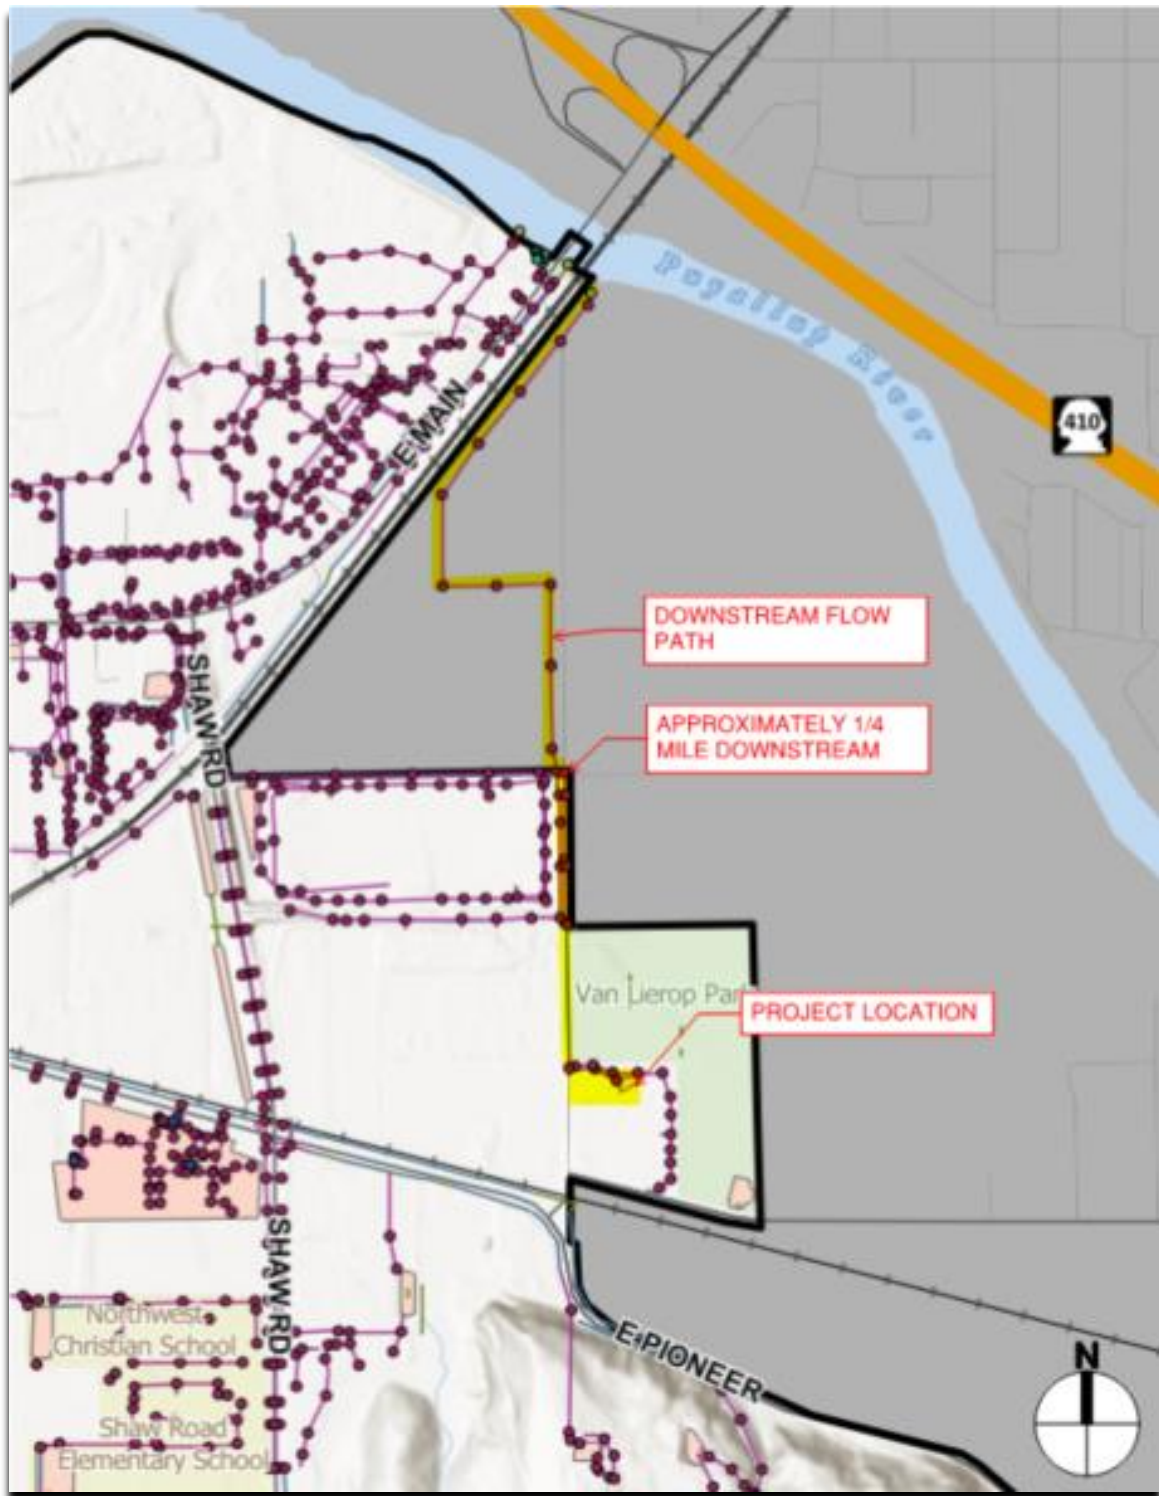 Puyallup River
410
E MAIN
DOWNSTREAM FLOW
PATH
SHAW RD
APPROXIMATELY 1/4
MILE DOWNSTREAM
Van Lierop Park
PROJECT LOCATION
SHAW RD
Northwest
Christian School
E PIONEER
N
Shaw Road
Elementary School